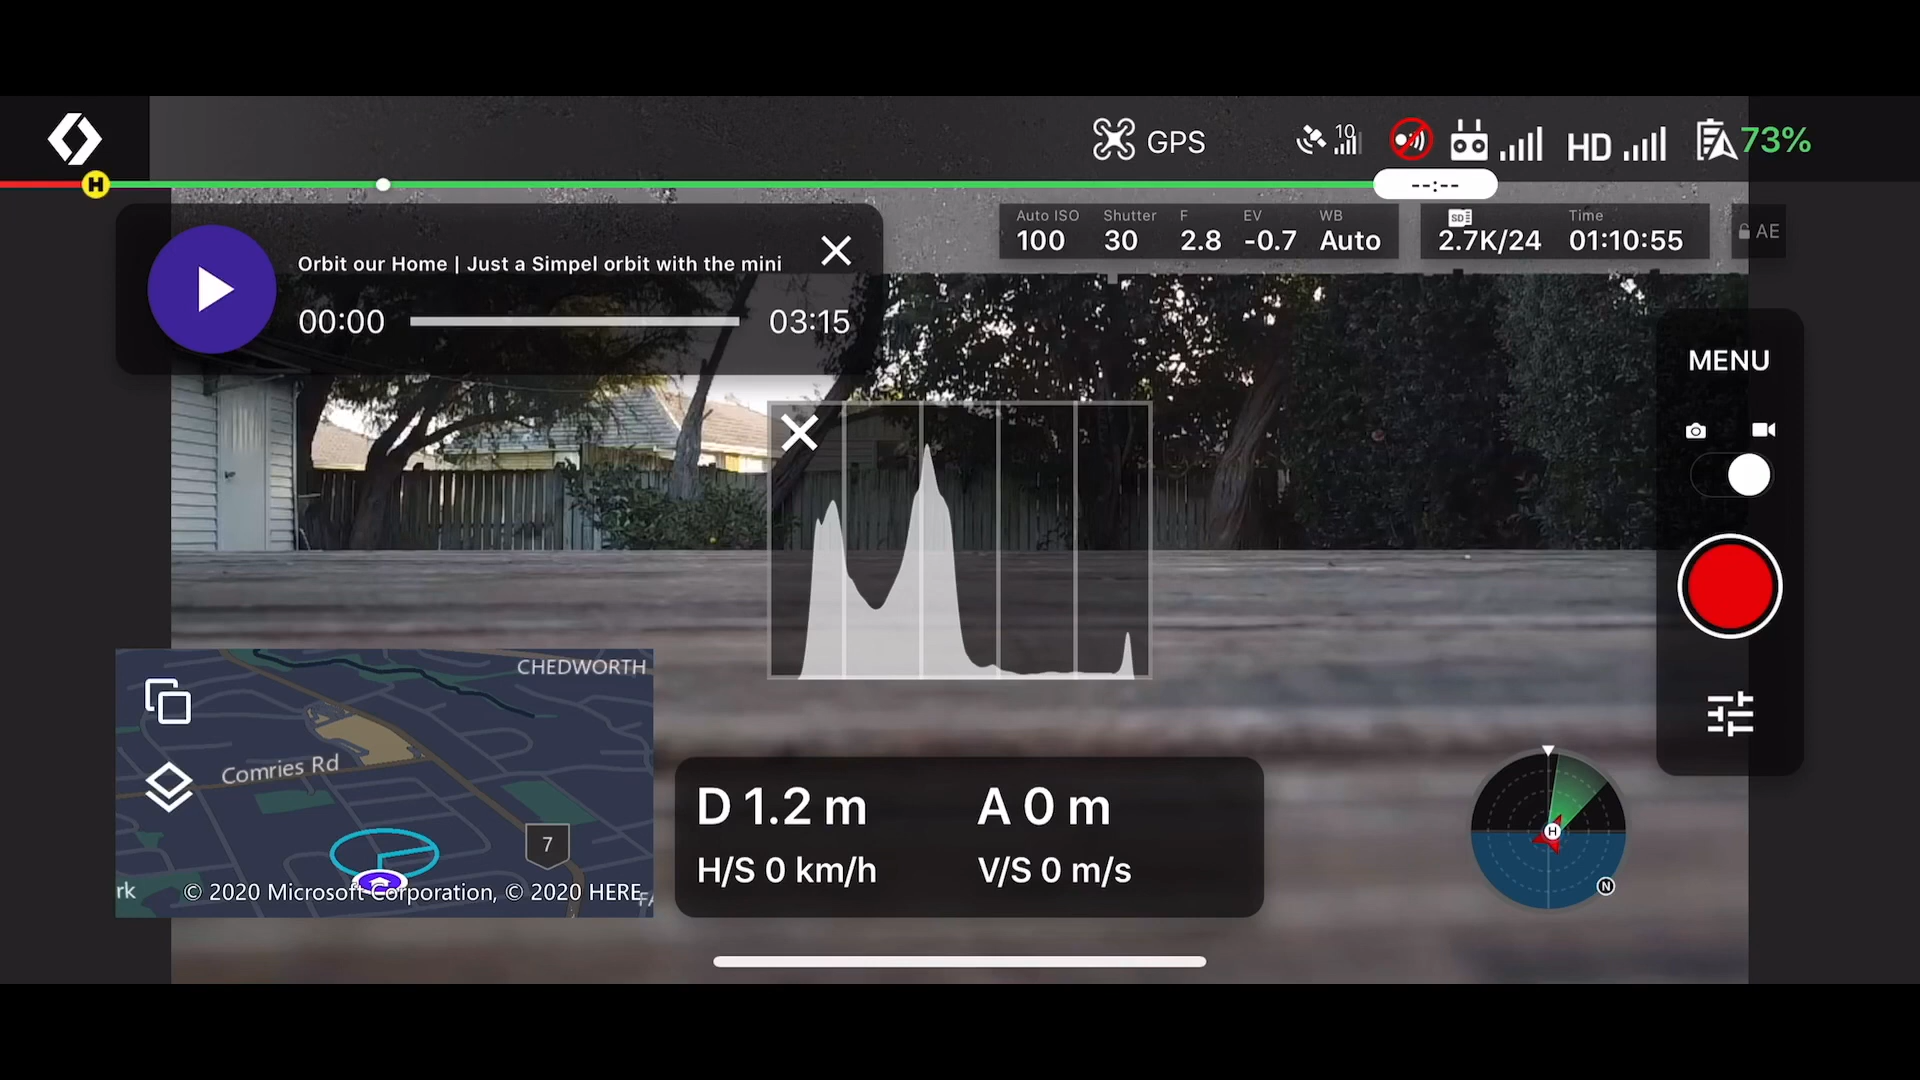 GPS
10
HD
73%
H
--:--
Auto ISO Shutter F EV WB
100 30 2.8 -0.7 Auto
SD Time
2.7K/24 01:10:55
AE
Orbit our Home | Just a Simpel orbit with the mini
00:00 03:15
MENU
CHEDWORTH
Comries Rd
7
rk
© 2020 Microsoft Corporation, © 2020 HERE
D 1.2 m A 0 m
H/S 0 km/h V/S 0 m/s
H
N